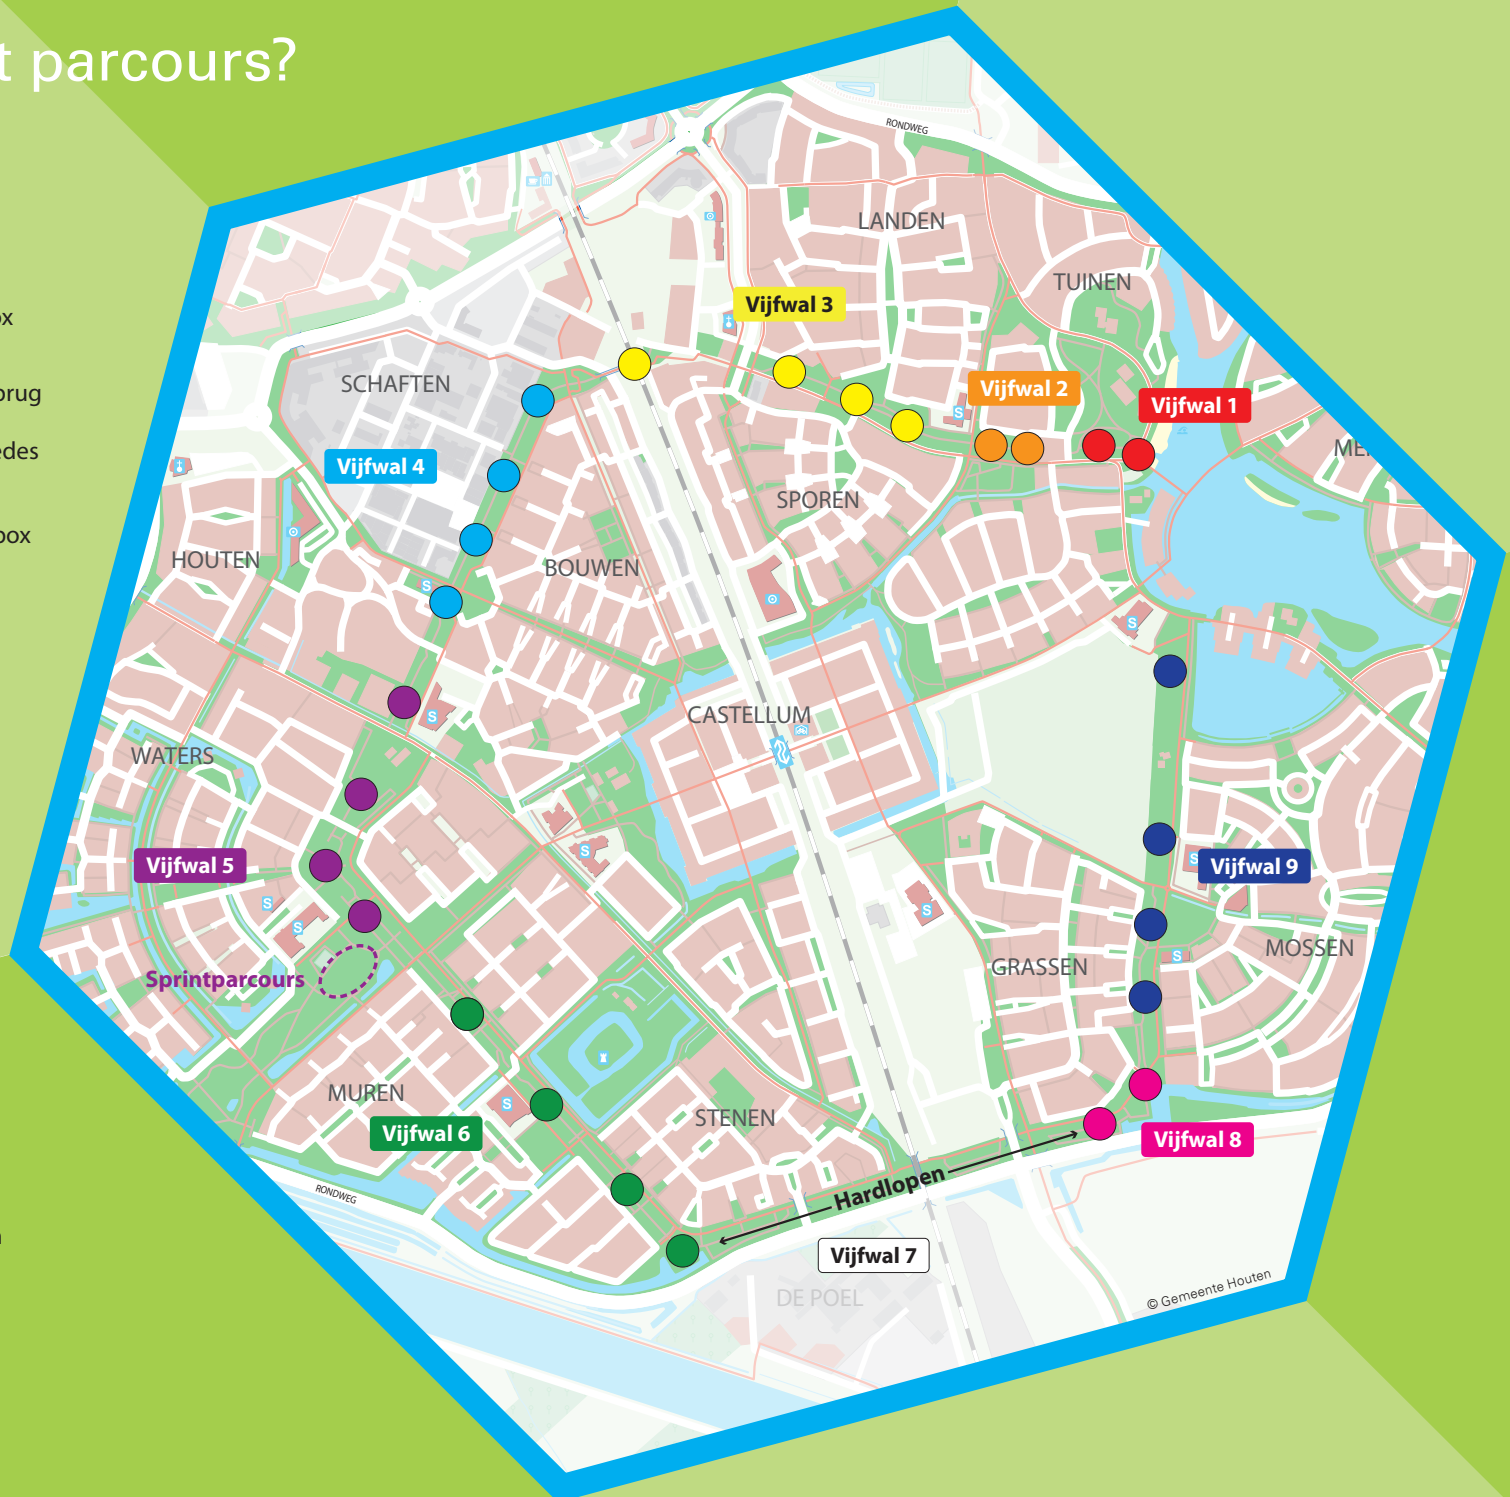 t parcours?
ox
brug
edes
box
n
RONDWEG
LANDEN
TUINEN
Vijfwal 3
SCHAFTEN
Vijfwal 2
Vijfwal 1
Vijfwal 4
SPOREN
HOUTEN
BOUWEN
CASTELLUM
WATERS
Vijfwal 5
Vijfwal 9
MOSSEN
GRASSEN
Sprintparcours
MUREN
STENEN
Vijfwal 6
Vijfwal 8
Hardlopen
RONDWEG
Vijfwal 7
DE POEL
© Gemeente Houten